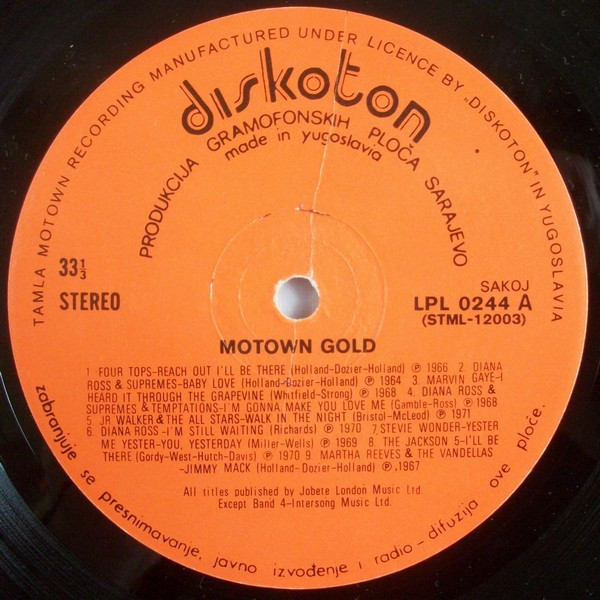 TAMLA MOTOWN RECORDING MANUFACTURED UNDER LICENCE BY „DISKOTON" IN YUGOSLAVIA
diskoton
PRODUKCIJA GRAMOFONSKIH PLOČA SARAJEVO
made in yugoslavia
33⅓
STEREO
SAKOJ
LPL 0244 A
(STML-12003)
MOTOWN GOLD
1. FOUR TOPS-REACH OUT I'LL BE THERE (Holland-Dozier-Holland) ℗ 1966 2. DIANA
ROSS & SUPREMES-BABY LOVE (Holland-Dozier-Holland) ℗ 1964 3. MARVIN GAYE-I
HEARD IT THROUGH THE GRAPEVINE (Whitfield-Strong) ℗ 1968 4. DIANA ROSS &
SUPREMES & TEMPTATIONS-I'M GONNA MAKE YOU LOVE ME (Gamble-Ross) ℗ 1968
5. JR WALKER & THE ALL STARS-WALK IN THE NIGHT (Bristol-McLeod) ℗ 1971
6. DIANA ROSS-I'M STILL WAITING (Richards) ℗ 1970 7. STEVIE WONDER-YESTER
ME YESTER-YOU, YESTERDAY (Miller-Wells) ℗ 1969 8. THE JACKSON 5-I'LL BE
THERE (Gordy-West-Hutch-Davis) ℗ 1970 9. MARTHA REEVES & THE VANDELLAS
-JIMMY MACK (Holland-Dozier-Holland) ℗ 1967
All titles published by Jobete London Music Ltd.
Except Band 4-Intersong Music Ltd.
zabranjuje se presnimavanje, javno izvođenje i radio-difuzija ove ploče.